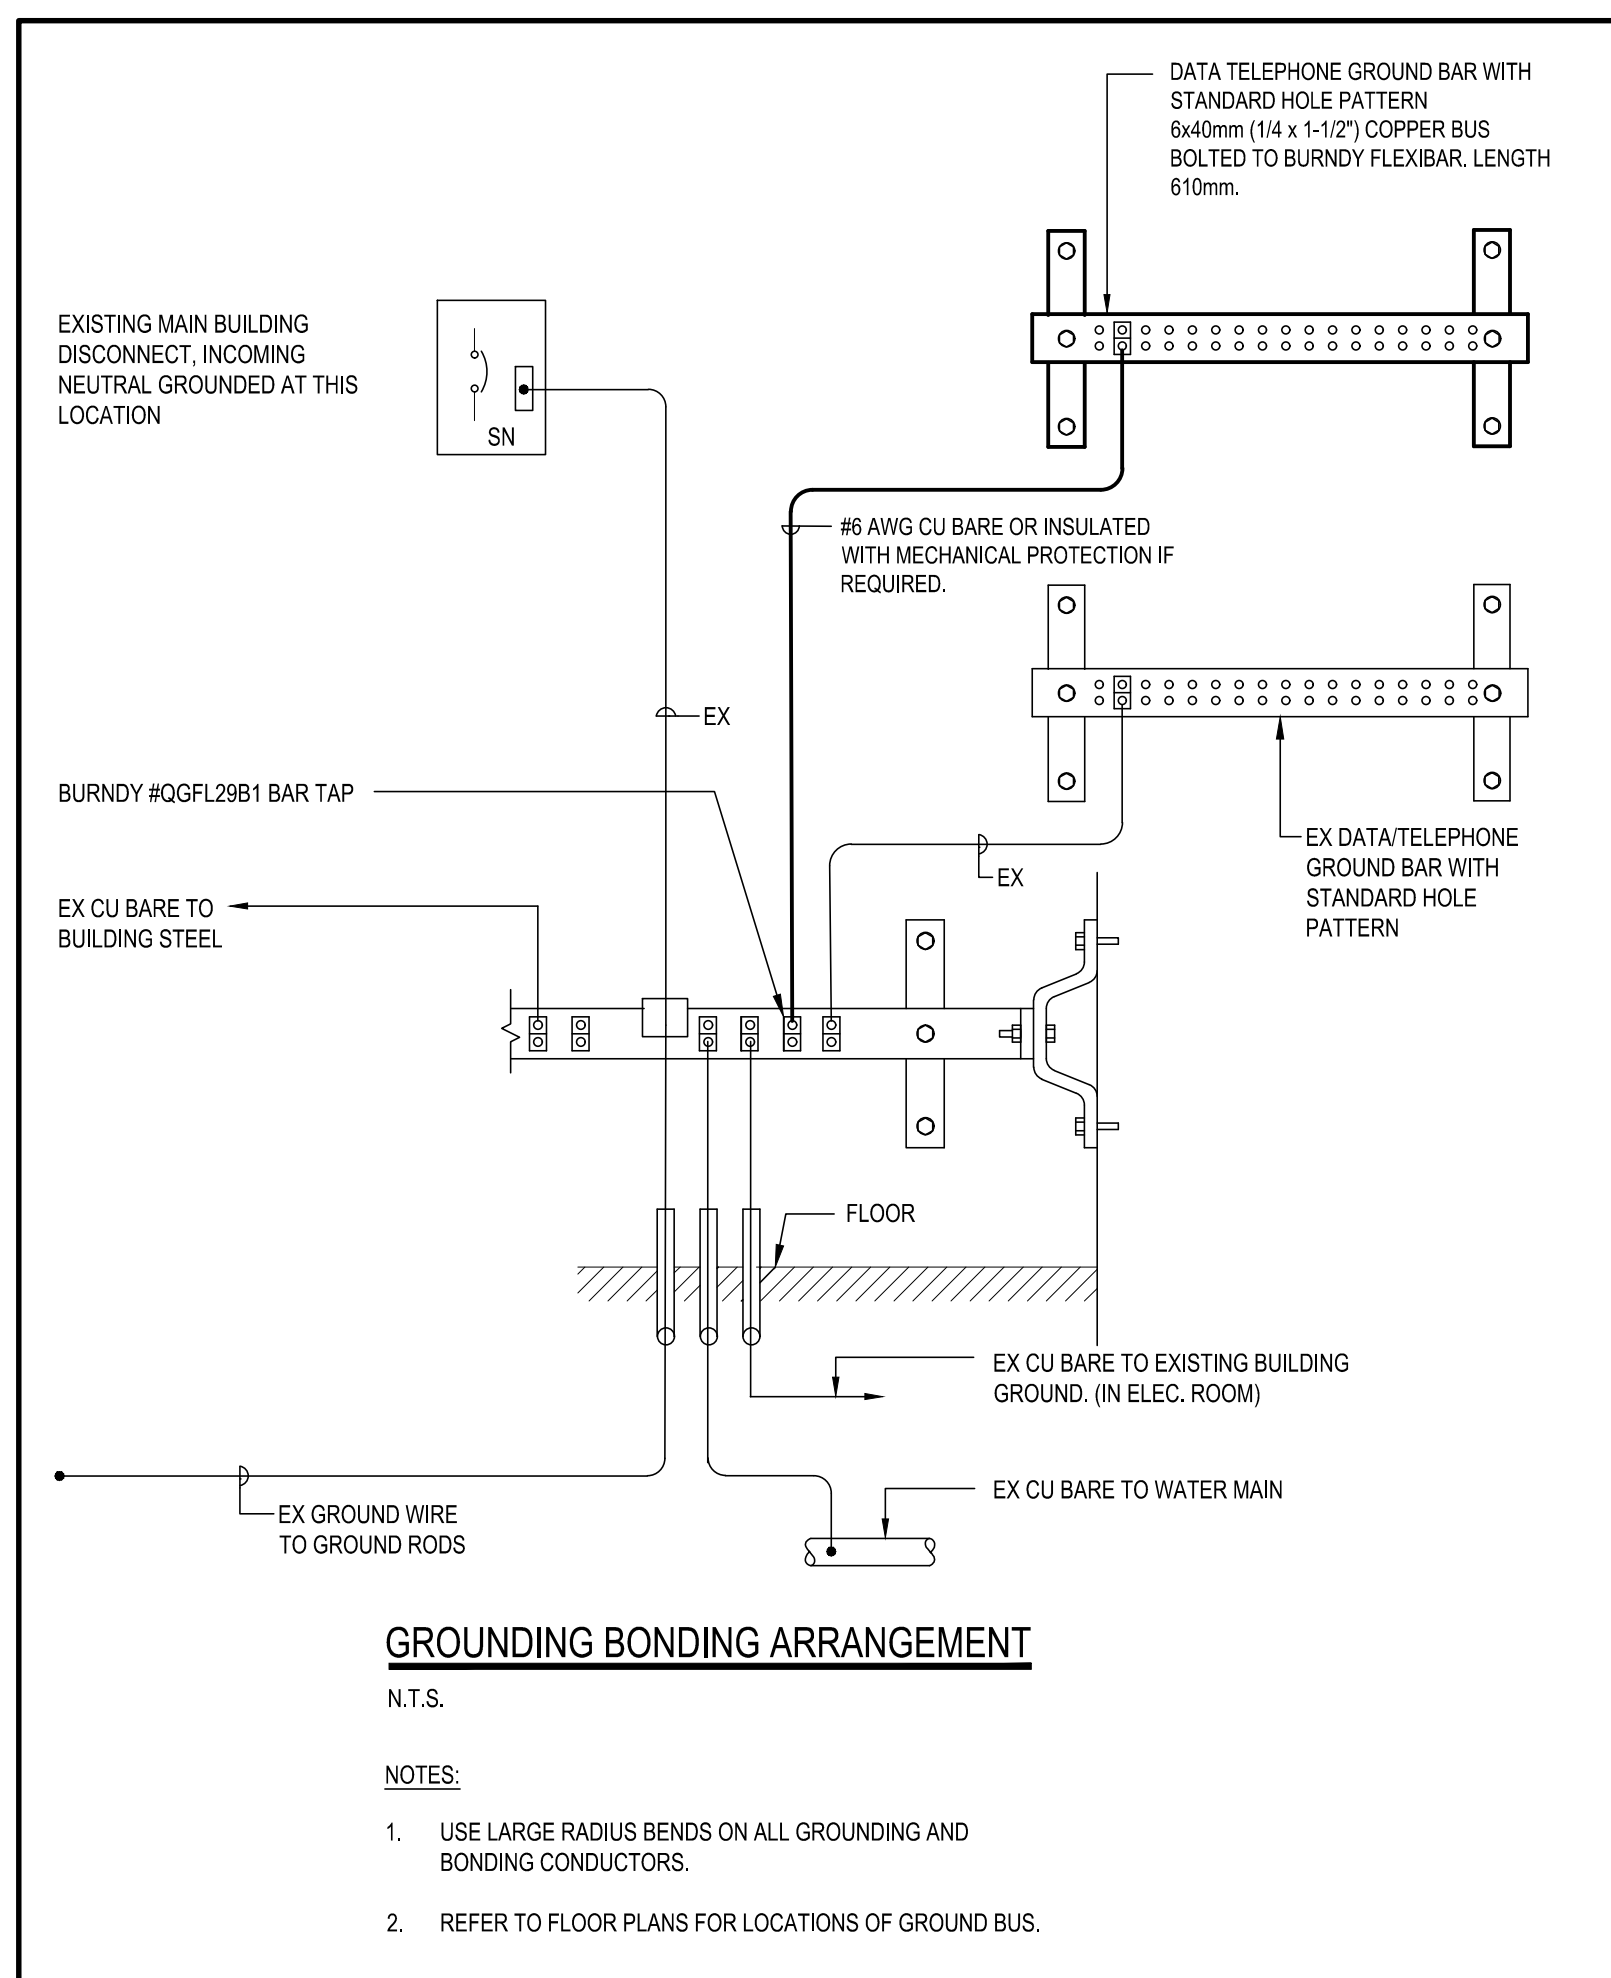 DATA TELEPHONE GROUND BAR WITH
STANDARD HOLE PATTERN
6x40mm (1/4 x 1-1/2") COPPER BUS
BOLTED TO BURNDY FLEXIBAR. LENGTH
610mm.
EXISTING MAIN BUILDING
DISCONNECT, INCOMING
NEUTRAL GROUNDED AT THIS
LOCATION
SN
#6 AWG CU BARE OR INSULATED
WITH MECHANICAL PROTECTION IF
REQUIRED.
EX
BURNDY #QGFL29B1 BAR TAP
EX DATA/TELEPHONE
GROUND BAR WITH
STANDARD HOLE
PATTERN
EX
EX CU BARE TO
BUILDING STEEL
FLOOR
EX CU BARE TO EXISTING BUILDING
GROUND. (IN ELEC. ROOM)
EX CU BARE TO WATER MAIN
EX GROUND WIRE
TO GROUND RODS
GROUNDING BONDING ARRANGEMENT
N.T.S.
NOTES:
1. USE LARGE RADIUS BENDS ON ALL GROUNDING AND
BONDING CONDUCTORS.
2. REFER TO FLOOR PLANS FOR LOCATIONS OF GROUND BUS.